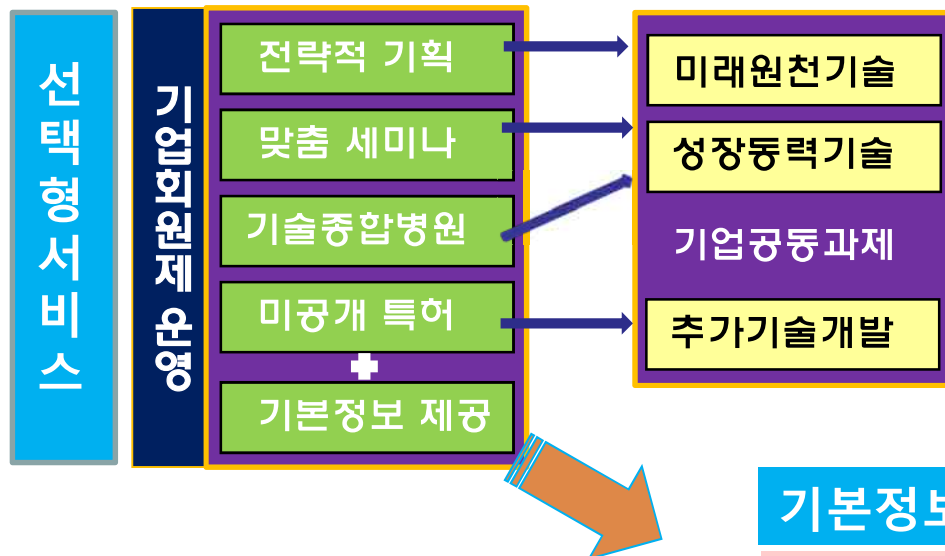 선택형서비스
기업회원제 운영
전략적 기획
맞춤 세미나
기술종합병원
미공개 특허
기본정보 제공
미래원천기술
성장동력기술
기업공동과제
추가기술개발
기본정보